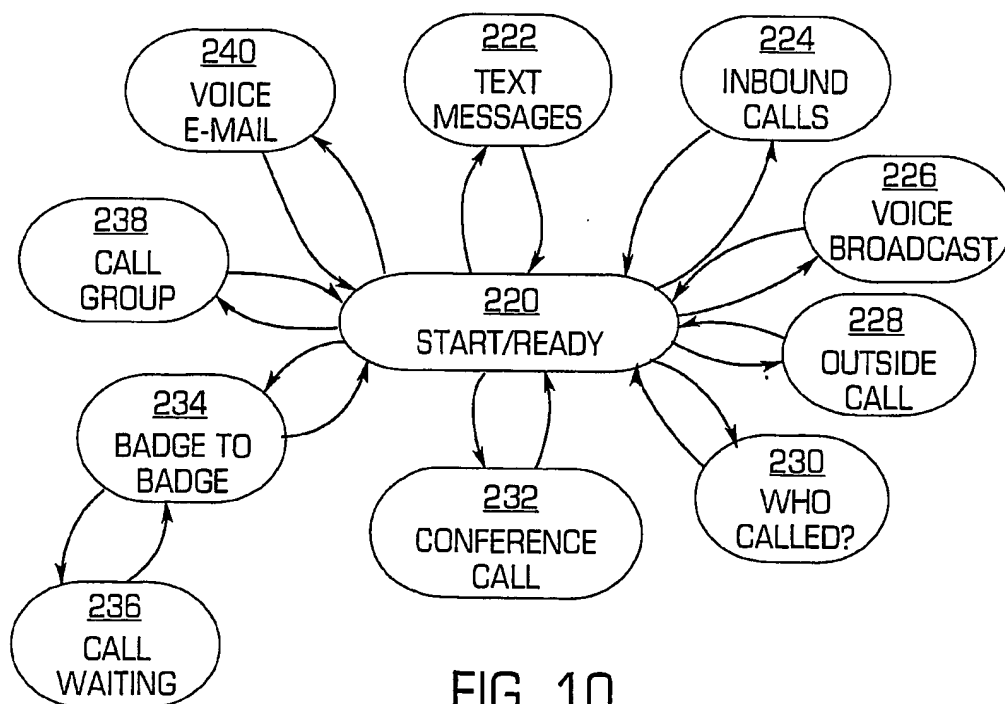 240
VOICE
E-MAIL
222
TEXT
MESSAGES
224
INBOUND
CALLS
226
VOICE
BROADCAST
238
CALL
GROUP
220
START/READY
228
OUTSIDE
CALL
234
BADGE TO
BADGE
230
WHO
CALLED?
232
CONFERENCE
CALL
236
CALL
WAITING
FIG. 10